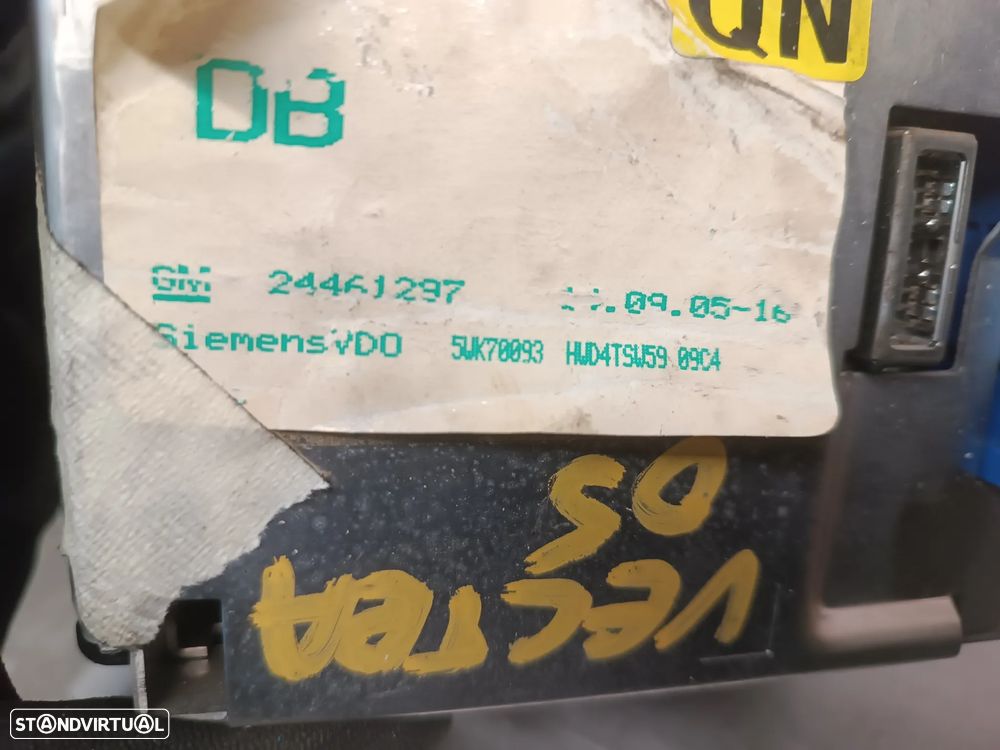 QN
DB
GM 24461297 .09.05-16
SiemensVDO 5WK70093 HWD4TSW59 09C4
VECTRA
05
STANDVIRTUAL